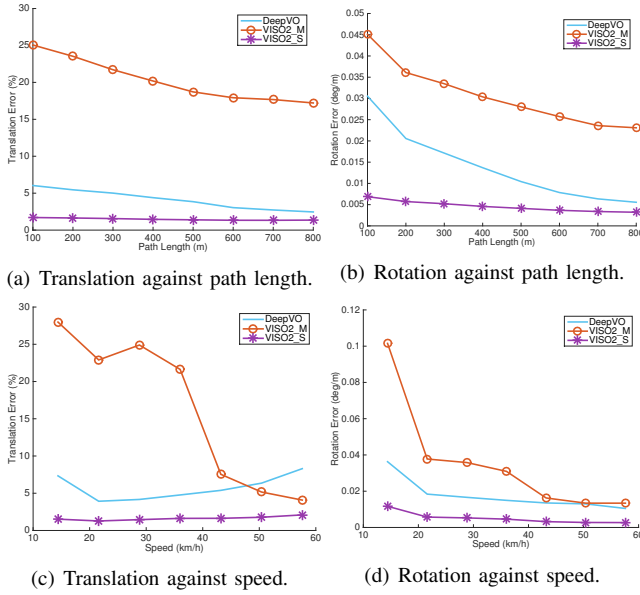 DeepVO
VISO2_M
VISO2_S
30
25
20
15
10
5
0
Translation Error (%)
100 200 300 400 500 600 700 800
Path Length (m)
(a) Translation against path length.
DeepVO
VISO2_M
VISO2_S
0.05
0.045
0.04
0.035
0.03
0.025
0.02
0.015
0.01
0.005
0
Rotation Error (deg/m)
100 200 300 400 500 600 700 800
Path Length (m)
(b) Rotation against path length.
DeepVO
VISO2_M
VISO2_S
30
25
20
15
10
5
0
Translation Error (%)
10 20 30 40 50 60
Speed (km/h)
(c) Translation against speed.
DeepVO
VISO2_M
VISO2_S
0.12
0.1
0.08
0.06
0.04
0.02
0
Rotation Error (deg/m)
10 20 30 40 50 60
Speed (km/h)
(d) Rotation against speed.